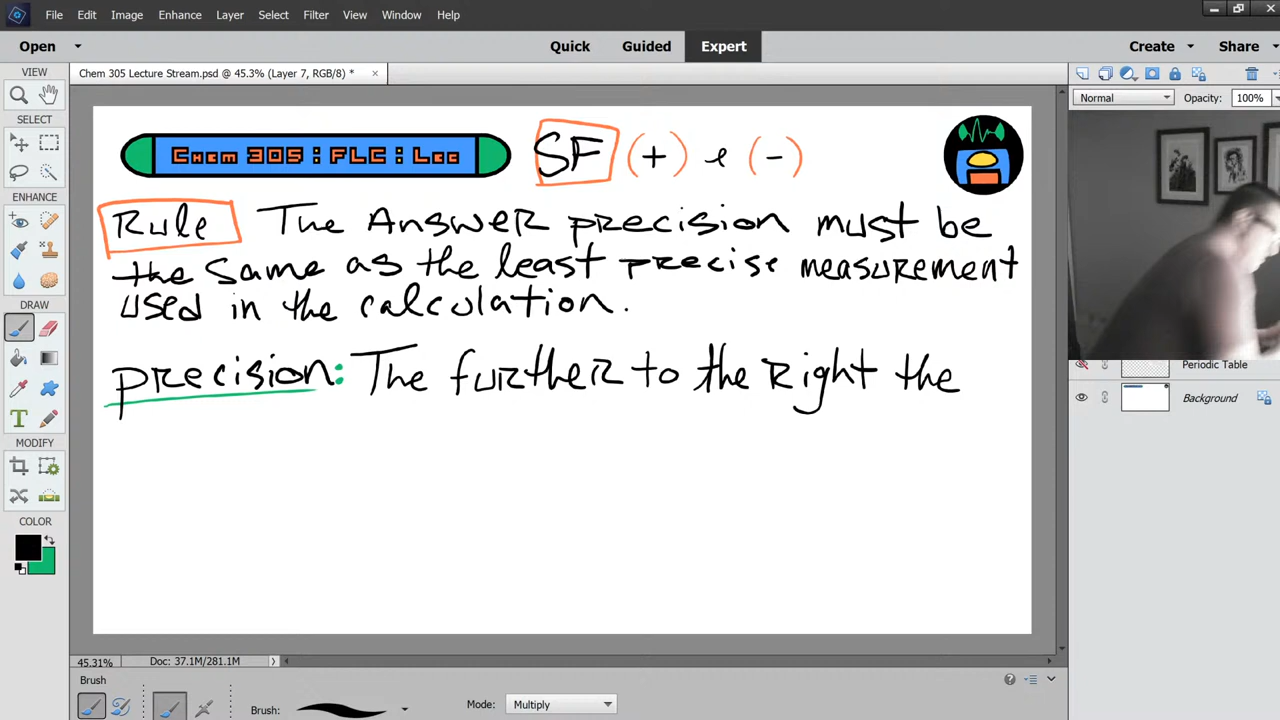 File Edit Image Enhance Layer Select Filter View Window Help
Open Quick Guided Expert Create Share
VIEW
Chem 305 Lecture Stream.psd @ 45.3% (Layer 7, RGB/8) * ×
Normal Opacity: 100%
SELECT
ENHANCE
DRAW
MODIFY
COLOR
Chem 305 : FLC : Lec
SF (+) e (-)
Rule The Answer precision must be
the same as the least precise measurement
used in the calculation.
precision: The further to the Right the
Periodic Table
Background
45.31% Doc: 37.1M/281.1M
Brush
Brush: Mode: Multiply